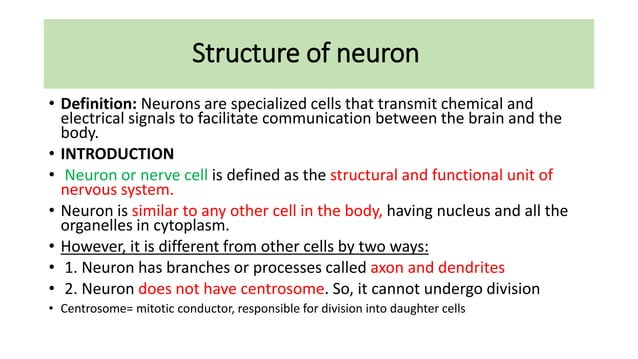 Structure of neuron
• Definition: Neurons are specialized cells that transmit chemical and
electrical signals to facilitate communication between the brain and the
body.
• INTRODUCTION
• Neuron or nerve cell is defined as the structural and functional unit of
nervous system.
• Neuron is similar to any other cell in the body, having nucleus and all the
organelles in cytoplasm.
• However, it is different from other cells by two ways:
• 1. Neuron has branches or processes called axon and dendrites
• 2. Neuron does not have centrosome. So, it cannot undergo division
• Centrosome= mitotic conductor, responsible for division into daughter cells